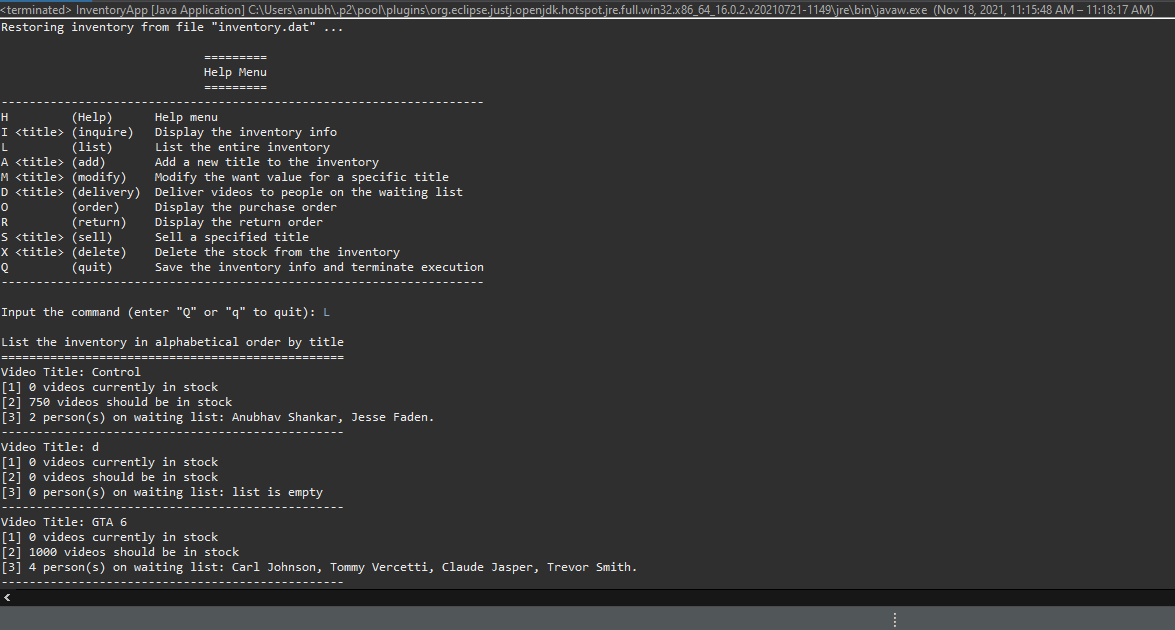 <terminated> InventoryApp [Java Application] C:\Users\anubh\.p2\pool\plugins\org.eclipse.justj.openjdk.hotspot.jre.full.win32.x86_64_16.0.2.v20210721-1149\jre\bin\javaw.exe (Nov 18, 2021, 11:15:48 AM – 11:18:17 AM)
Restoring inventory from file "inventory.dat" ...
=========
Help Menu
=========
---------------------------------------------------------------------
H         (Help)      Help menu
I <title> (inquire)   Display the inventory info
L         (list)      List the entire inventory
A <title> (add)       Add a new title to the inventory
M <title> (modify)    Modify the want value for a specific title
D <title> (delivery)  Deliver videos to people on the waiting list
O         (order)     Display the purchase order
R         (return)    Display the return order
S <title> (sell)      Sell a specified title
X <title> (delete)    Delete the stock from the inventory
Q         (quit)      Save the inventory info and terminate execution
---------------------------------------------------------------------
Input the command (enter "Q" or "q" to quit): L
List the inventory in alphabetical order by title
=================================================
Video Title: Control
[1] 0 videos currently in stock
[2] 750 videos should be in stock
[3] 2 person(s) on waiting list: Anubhav Shankar, Jesse Faden.
-------------------------------------------------
Video Title: d
[1] 0 videos currently in stock
[2] 0 videos should be in stock
[3] 0 person(s) on waiting list: list is empty
-------------------------------------------------
Video Title: GTA 6
[1] 0 videos currently in stock
[2] 1000 videos should be in stock
[3] 4 person(s) on waiting list: Carl Johnson, Tommy Vercetti, Claude Jasper, Trevor Smith.
-------------------------------------------------